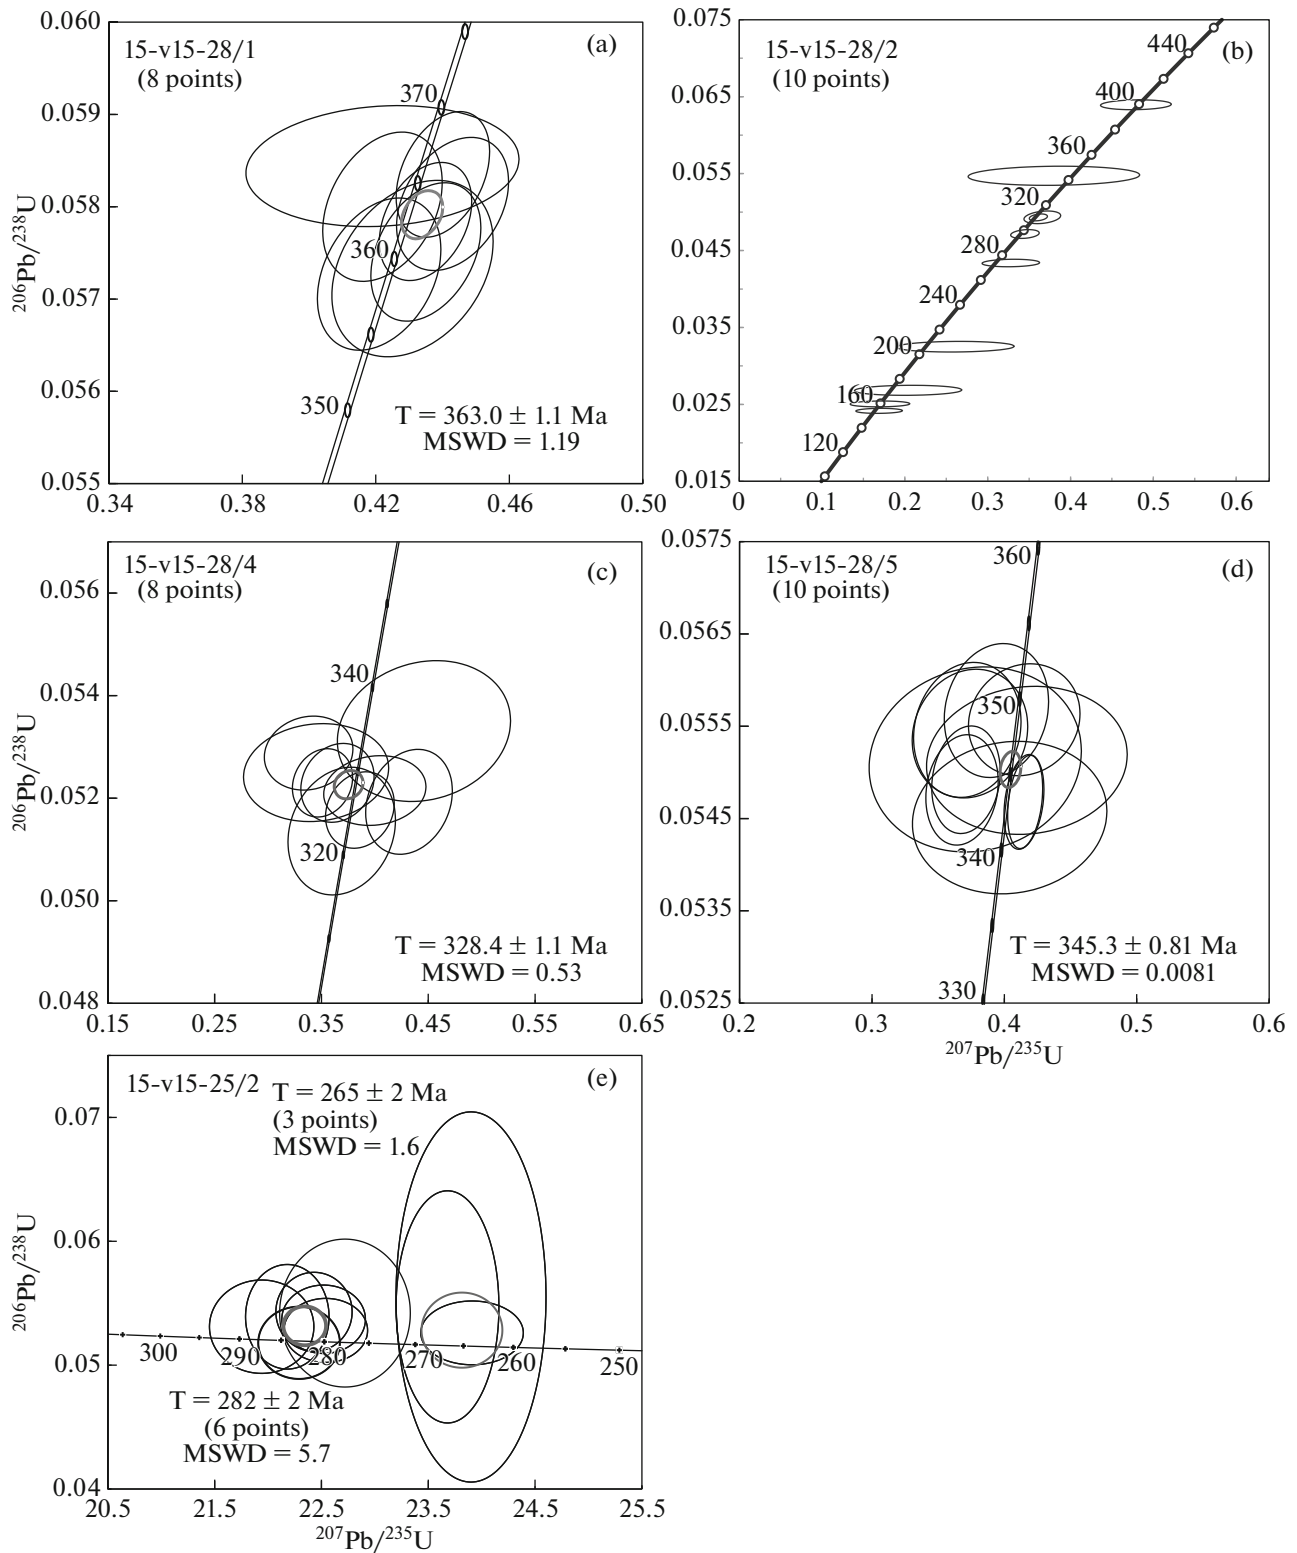 0.060
15-v15-28/1
(8 points)
(a)
370
0.059
0.058
360
0.057
0.056
350
T = 363.0 ± 1.1 Ma
MSWD = 1.19
0.055
0.34
0.38
0.42
0.46
0.50
²⁰⁶Pb/²³⁸U
0.075
15-v15-28/2
(10 points)
(b)
440
0.065
400
360
0.055
320
0.045
280
240
0.035
200
0.025
160
120
0.015
0
0.1
0.2
0.3
0.4
0.5
0.6
15-v15-28/4
(8 points)
(c)
0.056
340
0.054
0.052
320
0.050
T = 328.4 ± 1.1 Ma
MSWD = 0.53
0.048
0.15
0.25
0.35
0.45
0.55
0.65
²⁰⁶Pb/²³⁸U
0.0575
15-v15-28/5
(10 points)
360
(d)
0.0565
350
0.0555
0.0545
340
0.0535
T = 345.3 ± 0.81 Ma
MSWD = 0.0081
330
0.0525
0.2
0.3
0.4
0.5
0.6
²⁰⁷Pb/²³⁵U
15-v15-25/2
T = 265 ± 2 Ma
(3 points)
MSWD = 1.6
(e)
0.07
0.06
0.05
300
290
280
270
260
250
T = 282 ± 2 Ma
(6 points)
MSWD = 5.7
0.04
20.5
21.5
22.5
23.5
24.5
25.5
²⁰⁶Pb/²³⁸U
²⁰⁷Pb/²³⁵U